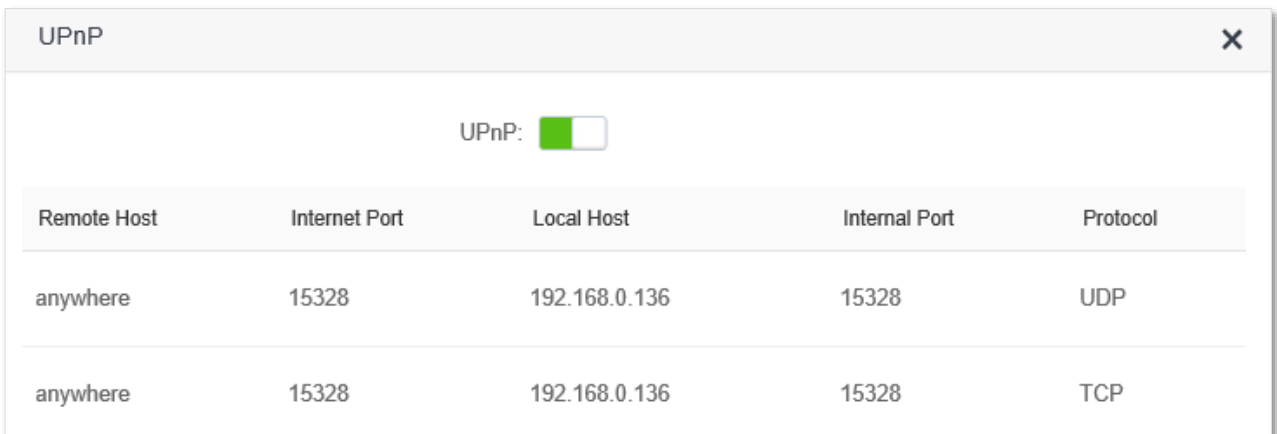 UPnP
UPnP:
Remote Host Internet Port Local Host Internal Port Protocol
anywhere 15328 192.168.0.136 15328 UDP
anywhere 15328 192.168.0.136 15328 TCP